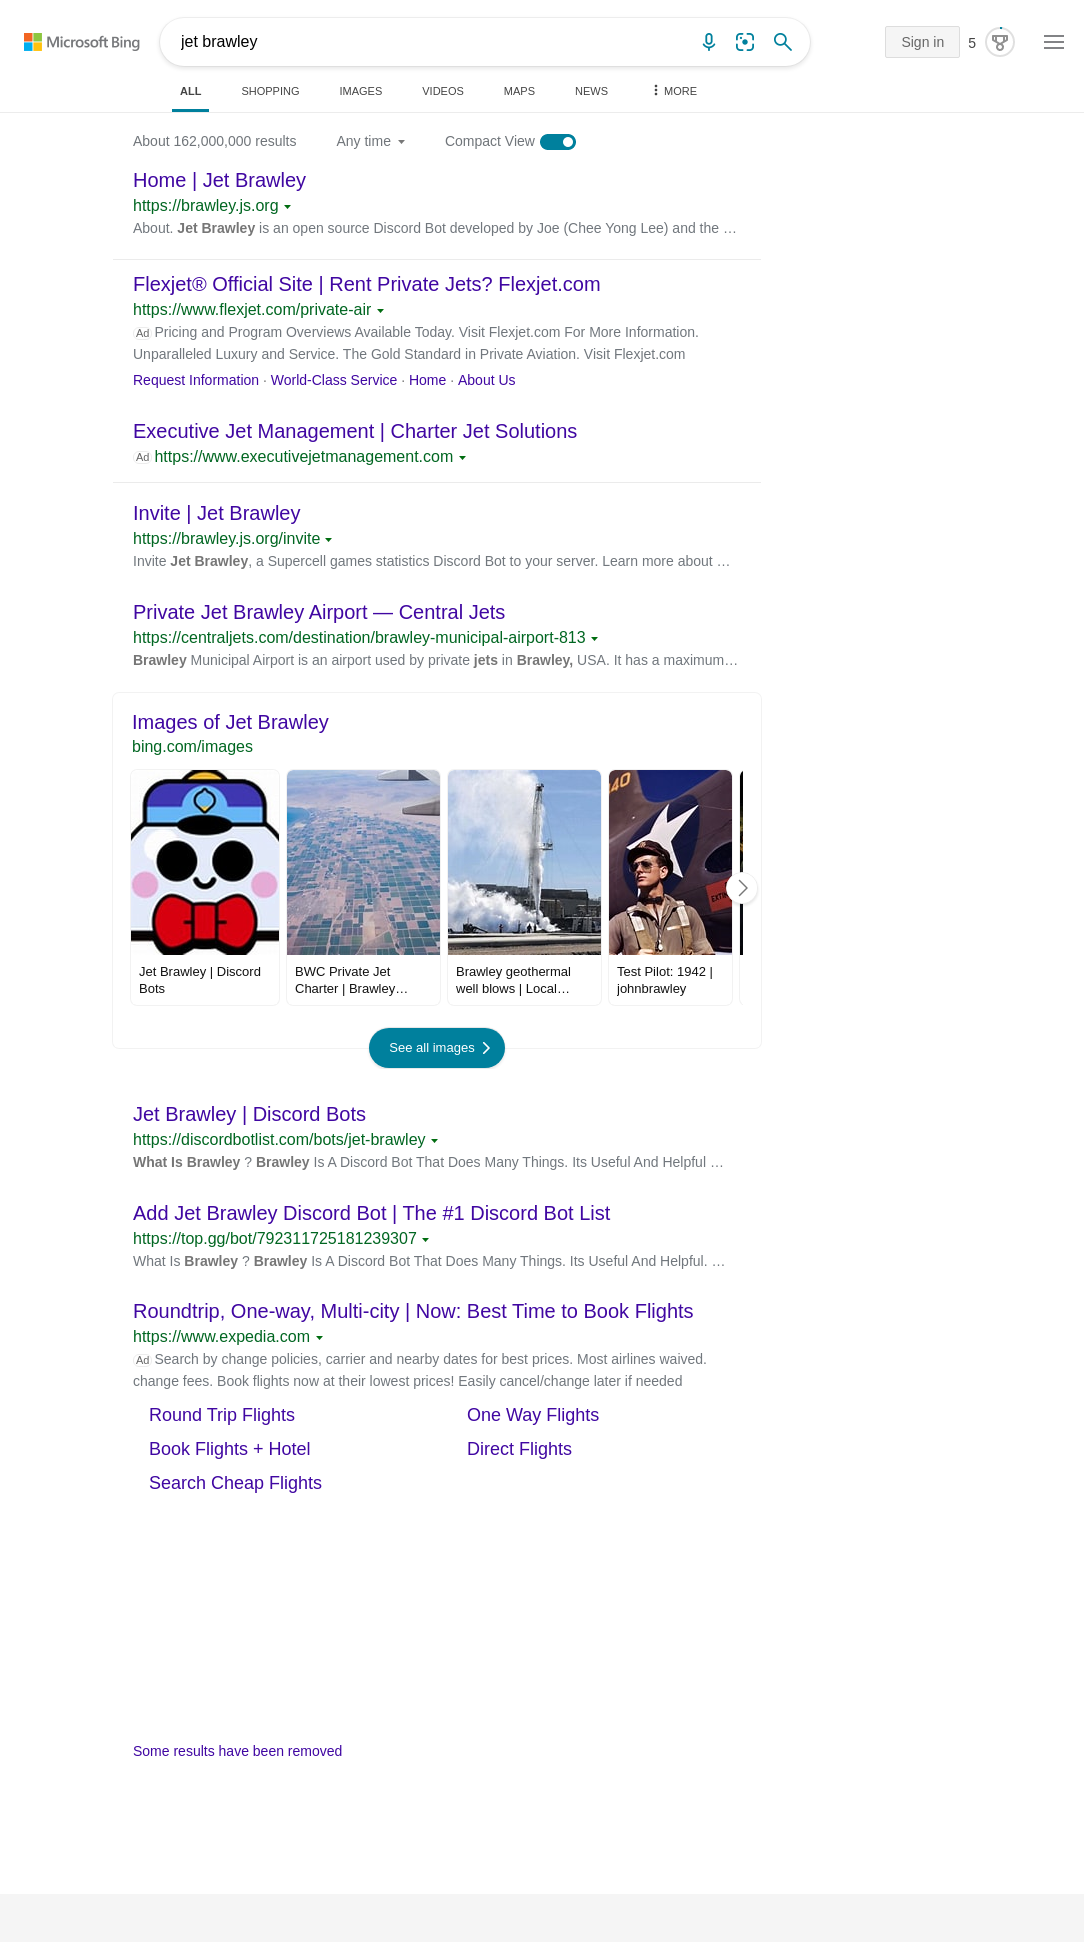 Microsoft Bing
jet brawley
Sign in
5
ALL
SHOPPING
IMAGES
VIDEOS
MAPS
NEWS
MORE
About 162,000,000 results
Any time
Compact View
Home | Jet Brawley
https://brawley.js.org
About. Jet Brawley is an open source Discord Bot developed by Joe (Chee Yong Lee) and the …
Flexjet® Official Site | Rent Private Jets? Flexjet.com
https://www.flexjet.com/private-air
Ad Pricing and Program Overviews Available Today. Visit Flexjet.com For More Information.
Unparalleled Luxury and Service. The Gold Standard in Private Aviation. Visit Flexjet.com
Request Information · World-Class Service · Home · About Us
Executive Jet Management | Charter Jet Solutions
Ad https://www.executivejetmanagement.com
Invite | Jet Brawley
https://brawley.js.org/invite
Invite Jet Brawley, a Supercell games statistics Discord Bot to your server. Learn more about …
Private Jet Brawley Airport — Central Jets
https://centraljets.com/destination/brawley-municipal-airport-813
Brawley Municipal Airport is an airport used by private jets in Brawley, USA. It has a maximum…
Images of Jet Brawley
bing.com/images
40
EXTIN
Jet Brawley | Discord
Bots
BWC Private Jet
Charter | Brawley…
Brawley geothermal
well blows | Local…
Test Pilot: 1942 |
johnbrawley
See all images
Jet Brawley | Discord Bots
https://discordbotlist.com/bots/jet-brawley
What Is Brawley ? Brawley Is A Discord Bot That Does Many Things. Its Useful And Helpful …
Add Jet Brawley Discord Bot | The #1 Discord Bot List
https://top.gg/bot/792311725181239307
What Is Brawley ? Brawley Is A Discord Bot That Does Many Things. Its Useful And Helpful. …
Roundtrip, One-way, Multi-city | Now: Best Time to Book Flights
https://www.expedia.com
Ad Search by change policies, carrier and nearby dates for best prices. Most airlines waived.
change fees. Book flights now at their lowest prices! Easily cancel/change later if needed
Round Trip Flights
One Way Flights
Book Flights + Hotel
Direct Flights
Search Cheap Flights
Some results have been removed